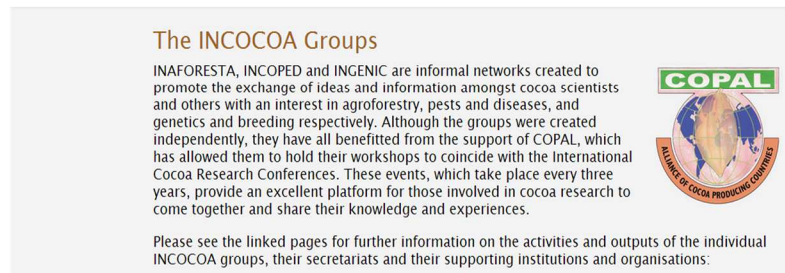 The INCOCOA Groups
INAFORESTA, INCOPED and INGENIC are informal networks created to
promote the exchange of ideas and information amongst cocoa scientists
and others with an interest in agroforestry, pests and diseases, and
genetics and breeding respectively. Although the groups were created
independently, they have all benefitted from the support of COPAL, which
has allowed them to hold their workshops to coincide with the International
Cocoa Research Conferences. These events, which take place every three
years, provide an excellent platform for those involved in cocoa research to
come together and share their knowledge and experiences.
COPAL
ALLIANCE OF COCOA PRODUCING COUNTRIES
Please see the linked pages for further information on the activities and outputs of the individual
INCOCOA groups, their secretariats and their supporting institutions and organisations: